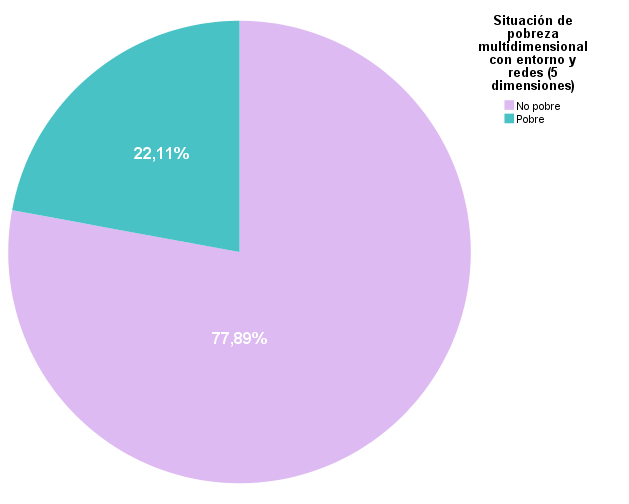 Situación de
pobreza
multidimensional
con entorno y
redes (5
dimensiones)
No pobre
Pobre
22,11%
77,89%